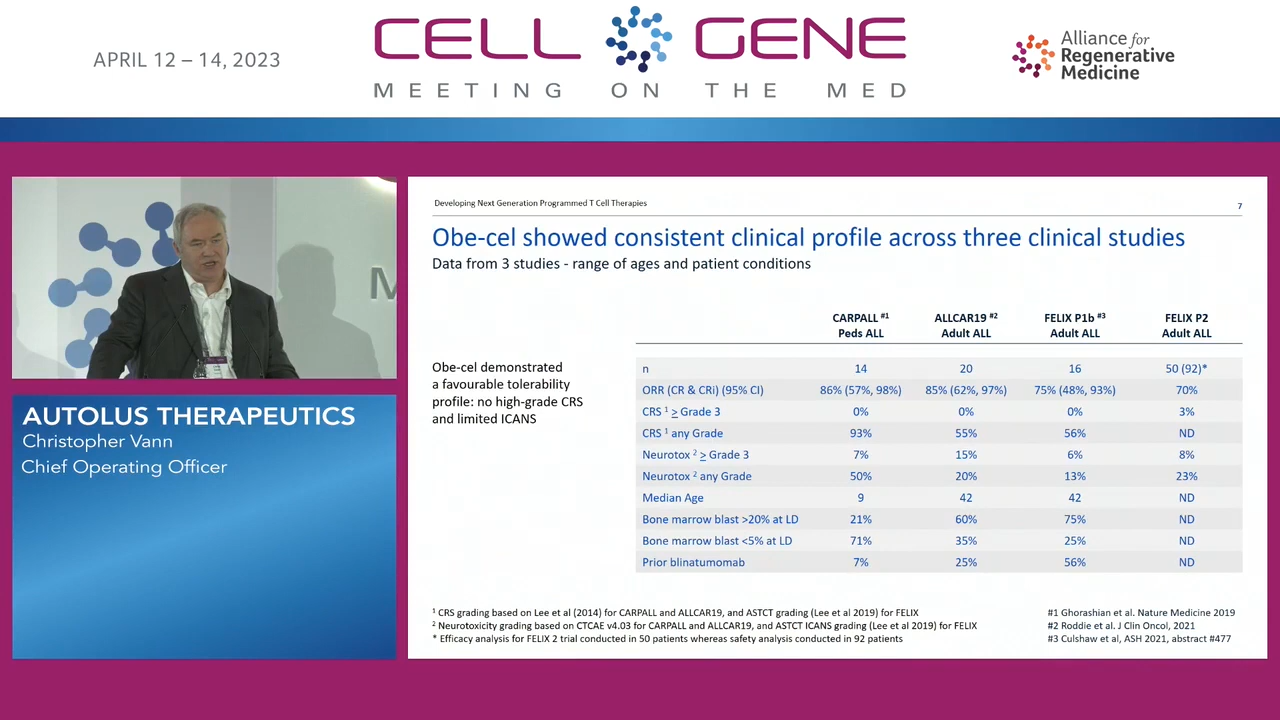 APRIL 12 – 14, 2023
CELL GENE
MEETING ON THE MED
Alliance for
Regenerative
Medicine
M
AUTOLUS THERAPEUTICS
Christopher Vann
Chief Operating Officer
Developing Next Generation Programmed T Cell Therapies
7
Obe-cel showed consistent clinical profile across three clinical studies
Data from 3 studies - range of ages and patient conditions
Obe-cel demonstrated
a favourable tolerability
profile: no high-grade CRS
and limited ICANS
CARPALL #1 ALLCAR19 #2 FELIX P1b #3 FELIX P2
Peds ALL Adult ALL Adult ALL Adult ALL
n 14 20 16 50 (92)*
ORR (CR & CRi) (95% CI) 86% (57%, 98%) 85% (62%, 97%) 75% (48%, 93%) 70%
CRS ¹ ≥ Grade 3 0% 0% 0% 3%
CRS ¹ any Grade 93% 55% 56% ND
Neurotox ² ≥ Grade 3 7% 15% 6% 8%
Neurotox ² any Grade 50% 20% 13% 23%
Median Age 9 42 42 ND
Bone marrow blast >20% at LD 21% 60% 75% ND
Bone marrow blast <5% at LD 71% 35% 25% ND
Prior blinatumomab 7% 25% 56% ND
¹ CRS grading based on Lee et al (2014) for CARPALL and ALLCAR19, and ASTCT grading (Lee et al 2019) for FELIX
² Neurotoxicity grading based on CTCAE v4.03 for CARPALL and ALLCAR19, and ASTCT ICANS grading (Lee et al 2019) for FELIX
* Efficacy analysis for FELIX 2 trial conducted in 50 patients whereas safety analysis conducted in 92 patients
#1 Ghorashian et al. Nature Medicine 2019
#2 Roddie et al. J Clin Oncol, 2021
#3 Culshaw et al, ASH 2021, abstract #477